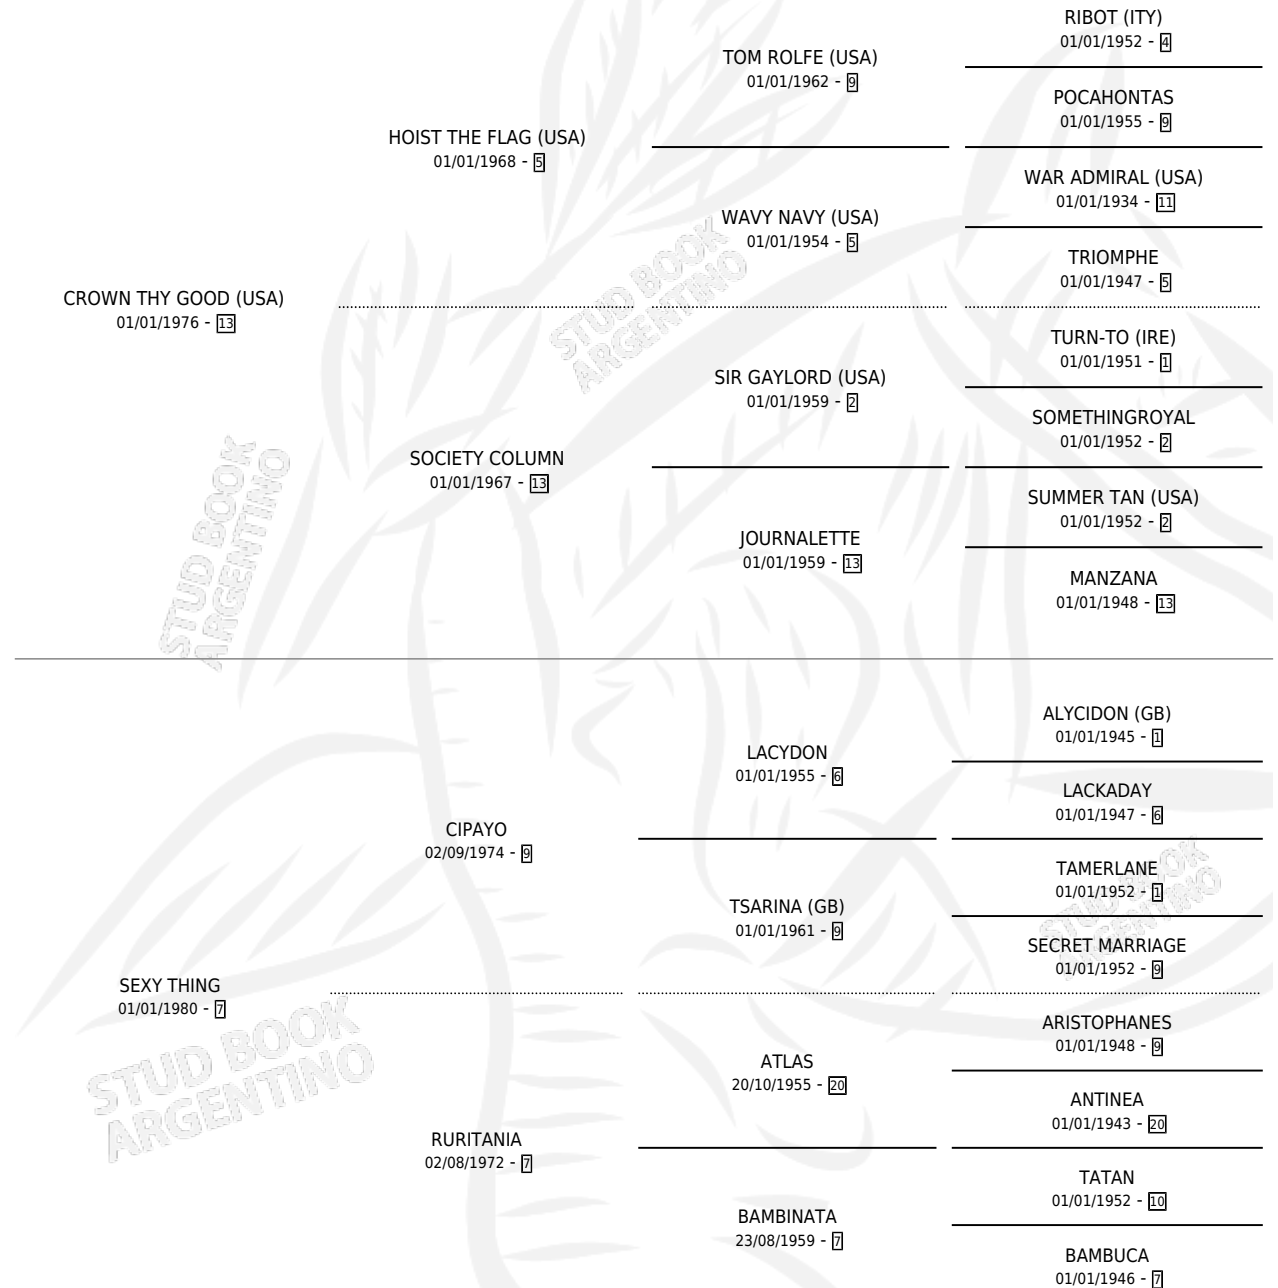 RIBOT (ITY)
01/01/1952 - 4
TOM ROLFE (USA)
01/01/1962 - 9
POCAHONTAS
01/01/1955 - 9
HOIST THE FLAG (USA)
01/01/1968 - 5
WAR ADMIRAL (USA)
01/01/1934 - 11
WAVY NAVY (USA)
01/01/1954 - 5
TRIOMPHE
01/01/1947 - 5
CROWN THY GOOD (USA)
01/01/1976 - 13
TURN-TO (IRE)
01/01/1951 - 1
SIR GAYLORD (USA)
01/01/1959 - 2
SOMETHINGROYAL
01/01/1952 - 2
SOCIETY COLUMN
01/01/1967 - 13
SUMMER TAN (USA)
01/01/1952 - 2
JOURNALETTE
01/01/1959 - 13
MANZANA
01/01/1948 - 13
ALYCIDON (GB)
01/01/1945 - 1
LACYDON
01/01/1955 - 6
LACKADAY
01/01/1947 - 6
CIPAYO
02/09/1974 - 9
TAMERLANE
01/01/1952 - 1
TSARINA (GB)
01/01/1961 - 9
SECRET MARRIAGE
01/01/1952 - 9
SEXY THING
01/01/1980 - 7
ARISTOPHANES
01/01/1948 - 9
ATLAS
20/10/1955 - 20
ANTINEA
01/01/1943 - 20
RURITANIA
02/08/1972 - 7
TATAN
01/01/1952 - 10
BAMBINATA
23/08/1959 - 7
BAMBUCA
01/01/1946 - 7
STUD BOOK
ARGENTINO
STUD BOOK
ARGENTINO
STUD BOOK
ARGENTINO
STUD BOOK
ARGENTINO